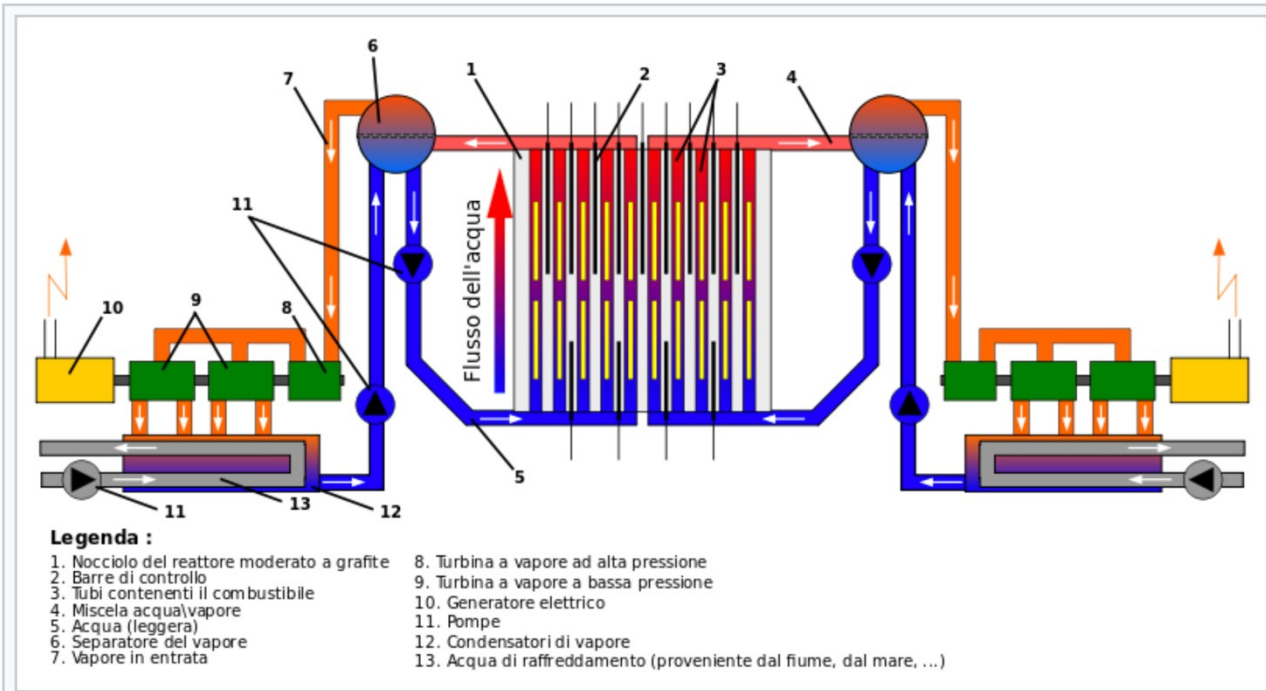 6
1
2
3
4
7
11
Flusso dell'acqua
10
9
8
5
11
13
12
Legenda :
1. Nocciolo del reattore moderato a grafite
2. Barre di controllo
3. Tubi contenenti il combustibile
4. Miscela acqua\vapore
5. Acqua (leggera)
6. Separatore del vapore
7. Vapore in entrata
8. Turbina a vapore ad alta pressione
9. Turbina a vapore a bassa pressione
10. Generatore elettrico
11. Pompe
12. Condensatori di vapore
13. Acqua di raffreddamento (proveniente dal fiume, dal mare, ...)